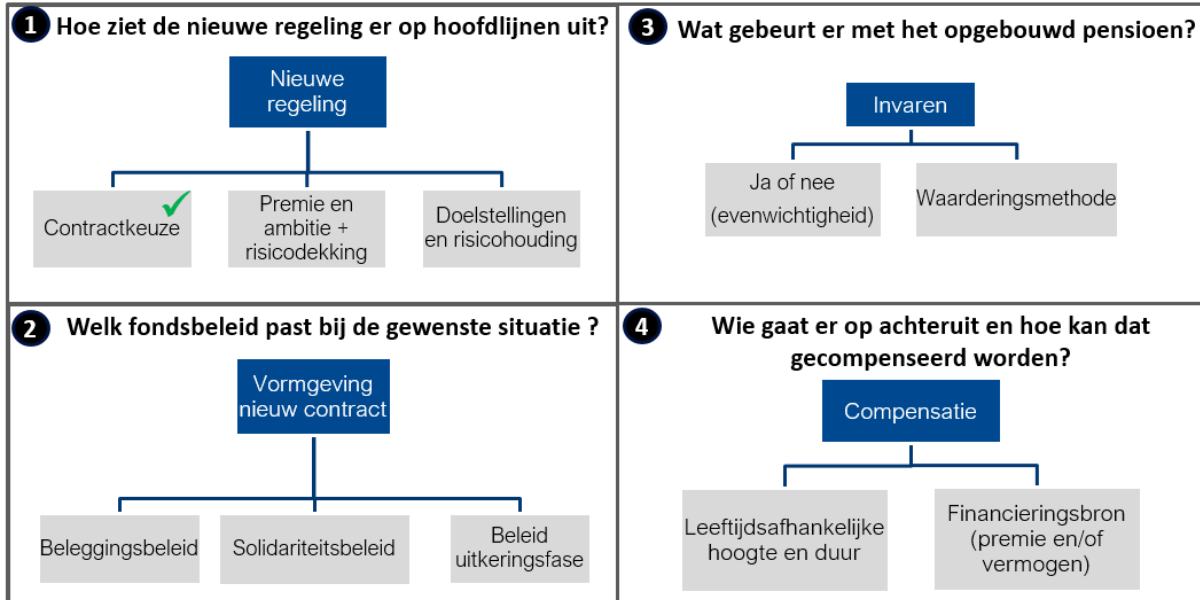 1 Hoe ziet de nieuwe regeling er op hoofdlijnen uit?
Nieuwe
regeling
Contractkeuze
Premie en
ambitie +
risicodekking
Doelstellingen
en risicohouding
2 Welk fondsbeleid past bij de gewenste situatie ?
Vormgeving
nieuw contract
Beleggingsbeleid
Solidariteitsbeleid
Beleid
uitkeringsfase
3 Wat gebeurt er met het opgebouwd pensioen?
Invaren
Ja of nee
(evenwichtigheid)
Waarderingsmethode
4 Wie gaat er op achteruit en hoe kan dat
gecompenseerd worden?
Compensatie
Leeftijdsafhankelijke
hoogte en duur
Financieringsbron
(premie en/of
vermogen)